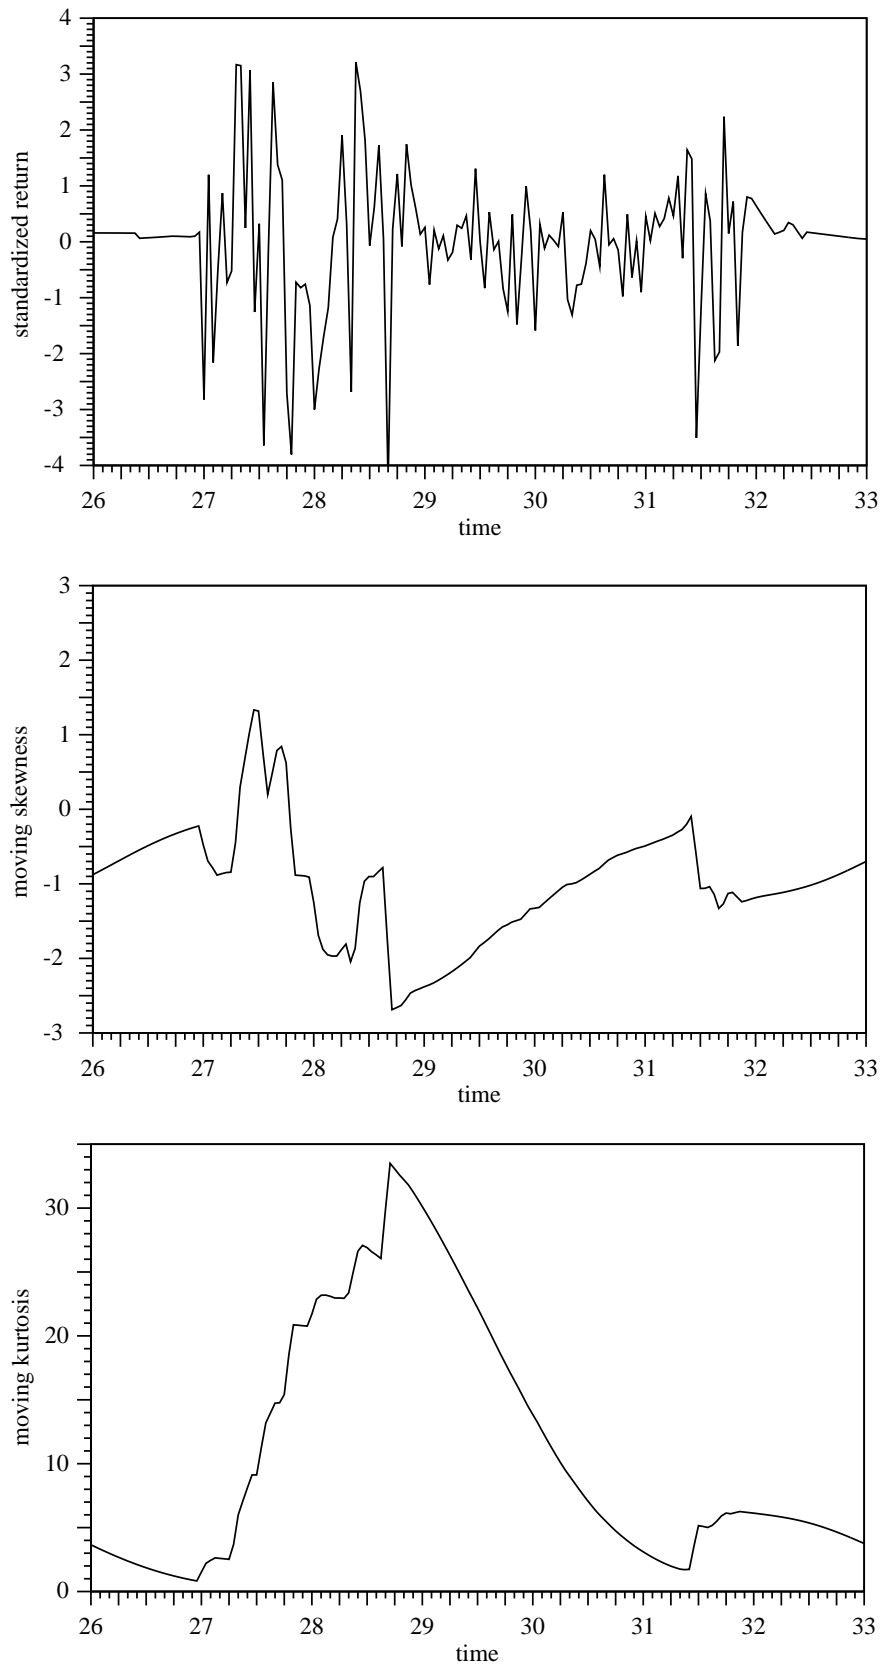 4
3
2
1
0
-1
-2
-3
-4
standardized return
26 27 28 29 30 31 32 33
time
3
2
1
0
-1
-2
-3
moving skewness
26 27 28 29 30 31 32 33
time
30
20
10
0
moving kurtosis
26 27 28 29 30 31 32 33
time